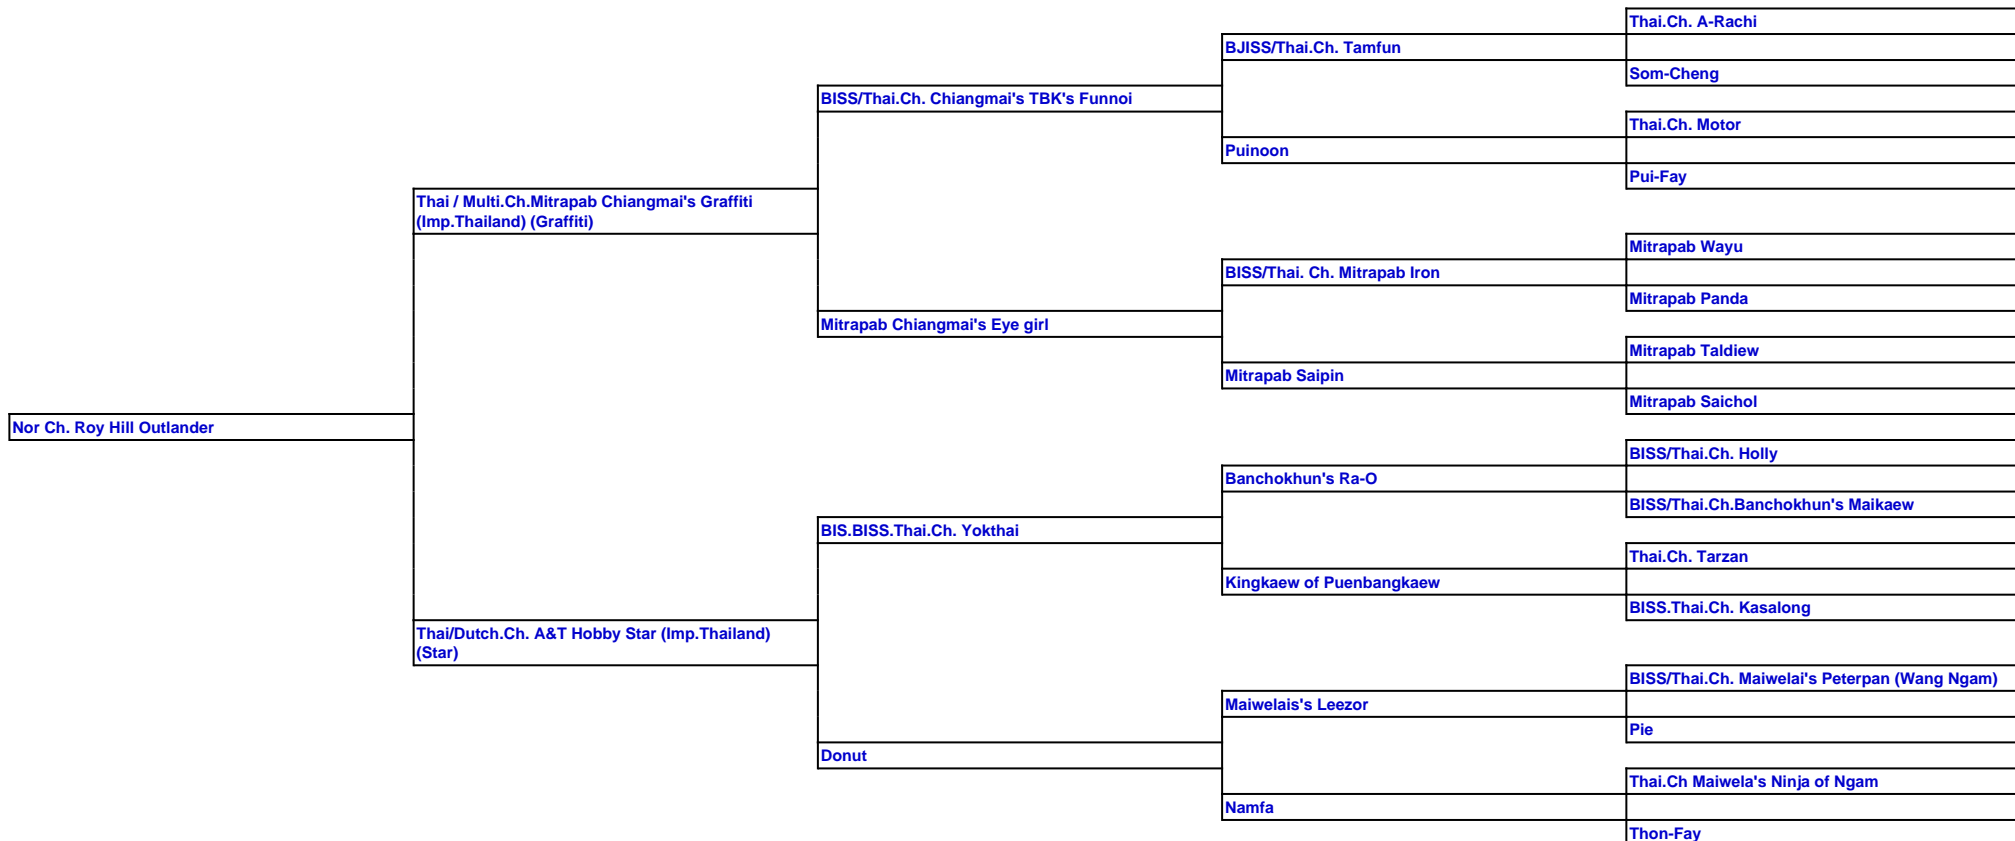 Thai.Ch. A-Rachi
BJISS/Thai.Ch. Tamfun
Som-Cheng
BISS/Thai.Ch. Chiangmai's TBK's Funnoi
Thai.Ch. Motor
Puinoon
Pui-Fay
Thai / Multi.Ch.Mitrapab Chiangmai's Graffiti
(Imp.Thailand) (Graffiti)
Mitrapab Wayu
BISS/Thai. Ch. Mitrapab Iron
Mitrapab Panda
Mitrapab Chiangmai's Eye girl
Mitrapab Taldiew
Mitrapab Saipin
Mitrapab Saichol
Nor Ch. Roy Hill Outlander
BISS/Thai.Ch. Holly
Banchokhun's Ra-O
BISS/Thai.Ch.Banchokhun's Maikaew
BIS.BISS.Thai.Ch. Yokthai
Thai.Ch. Tarzan
Kingkaew of Puenbangkaew
BISS.Thai.Ch. Kasalong
Thai/Dutch.Ch. A&T Hobby Star (Imp.Thailand)
(Star)
BISS/Thai.Ch. Maiwelai's Peterpan (Wang Ngam)
Maiwelais's Leezor
Pie
Donut
Thai.Ch Maiwela's Ninja of Ngam
Namfa
Thon-Fay